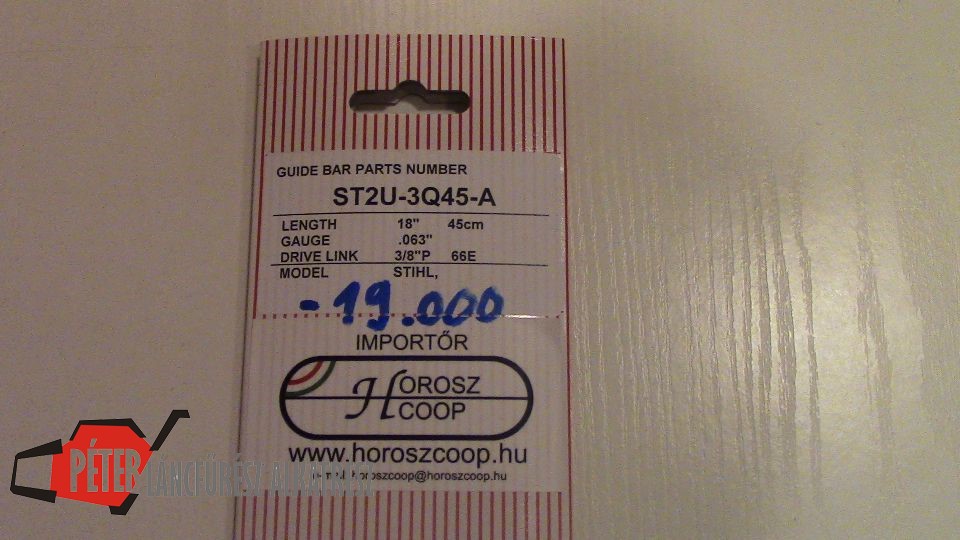 GUIDE BAR PARTS NUMBER
ST2U-3Q45-A
LENGTH 18" 45cm
GAUGE .063"
DRIVE LINK 3/8"P 66E
MODEL STIHL,
-19.000
IMPORTŐR
HOROSZ
COOP
www.horoszcoop.hu
e-mail: horoszcoop@horoszcoop.hu
PÉTER